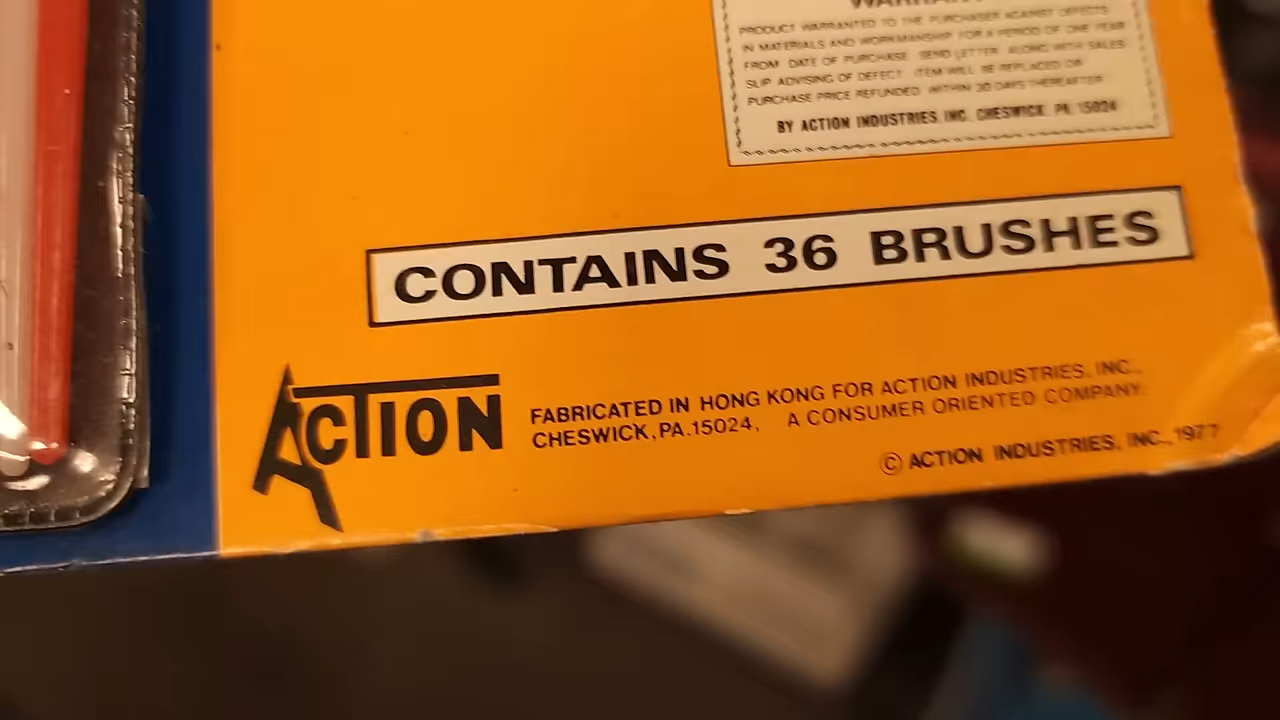 WARRANTY
PRODUCT WARRANTED TO THE PURCHASER AGAINST DEFECTS
IN MATERIALS AND WORKMANSHIP FOR A PERIOD OF ONE YEAR
FROM DATE OF PURCHASE. SEND LETTER ALONG WITH SALES
SLIP ADVISING OF DEFECT. ITEM WILL BE REPLACED OR
PURCHASE PRICE REFUNDED WITHIN 30 DAYS THEREAFTER
BY ACTION INDUSTRIES, INC. CHESWICK, PA. 15024
CONTAINS 36 BRUSHES
ACTION
FABRICATED IN HONG KONG FOR ACTION INDUSTRIES, INC.,
CHESWICK, PA. 15024, A CONSUMER ORIENTED COMPANY.
© ACTION INDUSTRIES, INC., 1977